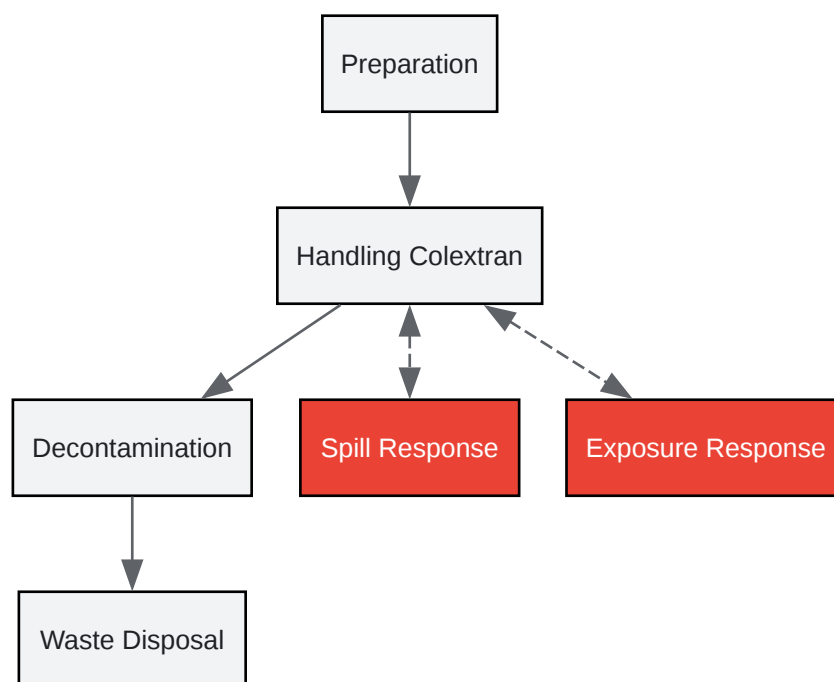 Preparation
Handling Colextran
Decontamination
Spill Response
Exposure Response
Waste Disposal